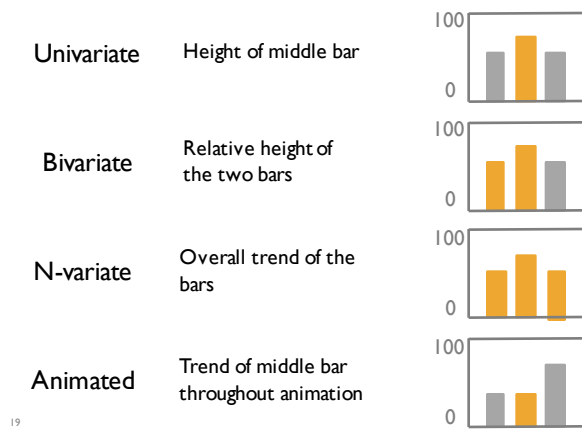 100
Univariate Height of middle bar
0
100
Bivariate Relative height of
the two bars
0
100
N-variate Overall trend of the
bars
0
100
Animated Trend of middle bar
throughout animation
0
19